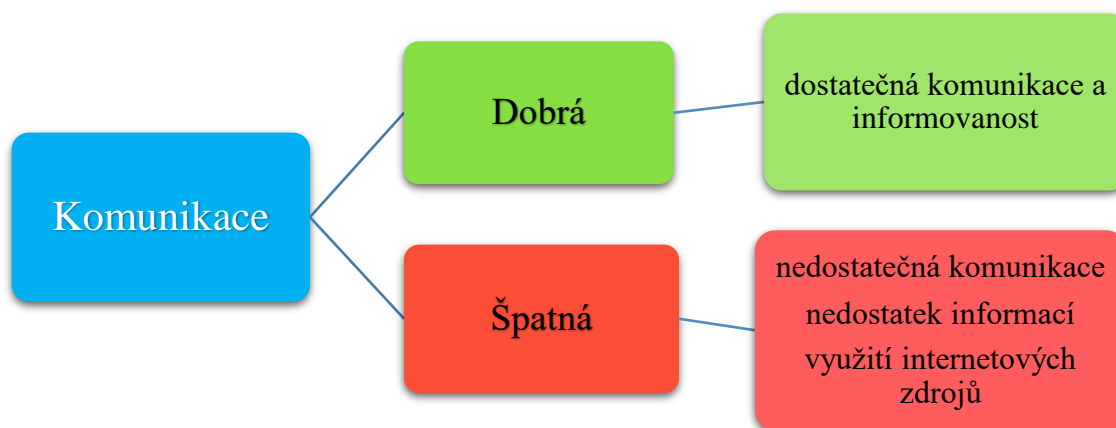 Komunikace
Dobrá
dostatečná komunikace a
informovanost
Špatná
nedostatečná komunikace
nedostatek informací
využití internetových
zdrojů